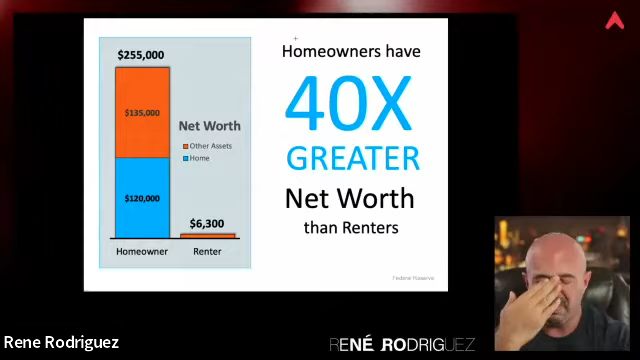 $255,000
$135,000
$120,000
Net Worth
Other Assets
Home
$6,300
Homeowner
Renter
Homeowners have
40X
GREATER
Net Worth
than Renters
Federal Reserve
Rene Rodriguez
RENÉ RODRIGUEZ